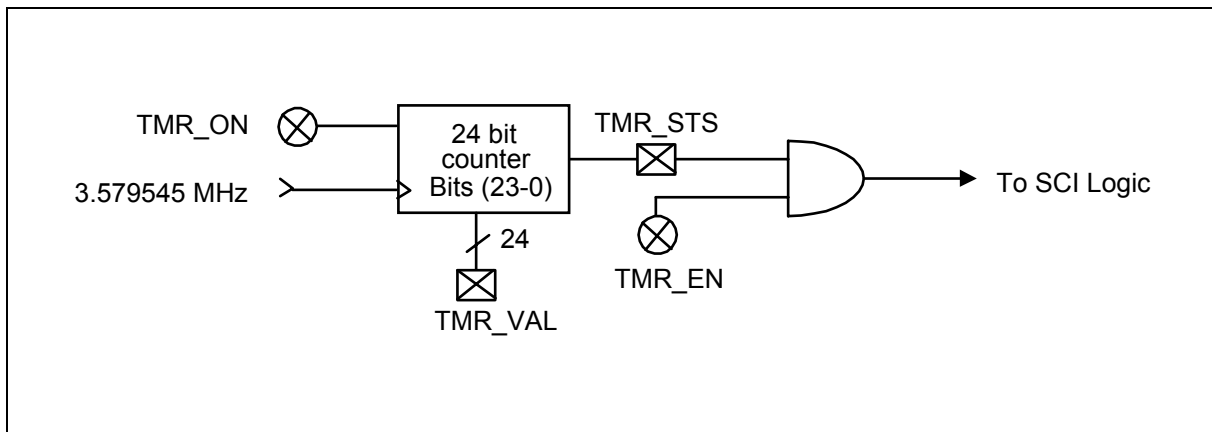 TMR_ON
3.579545 MHz
24 bit
counter
Bits (23-0)
24
TMR_VAL
TMR_STS
TMR_EN
To SCI Logic